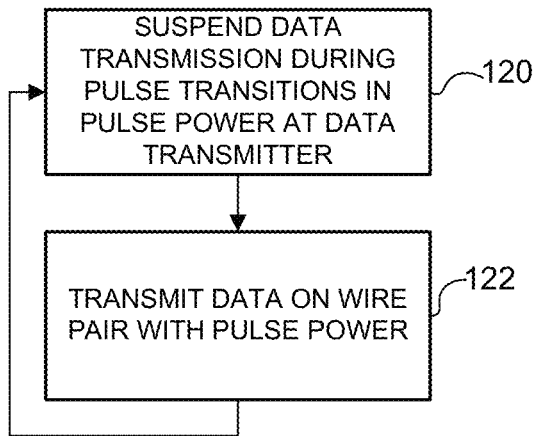 SUSPEND DATA
TRANSMISSION DURING
PULSE TRANSITIONS IN
PULSE POWER AT DATA
TRANSMITTER
120
TRANSMIT DATA ON WIRE
PAIR WITH PULSE POWER
122